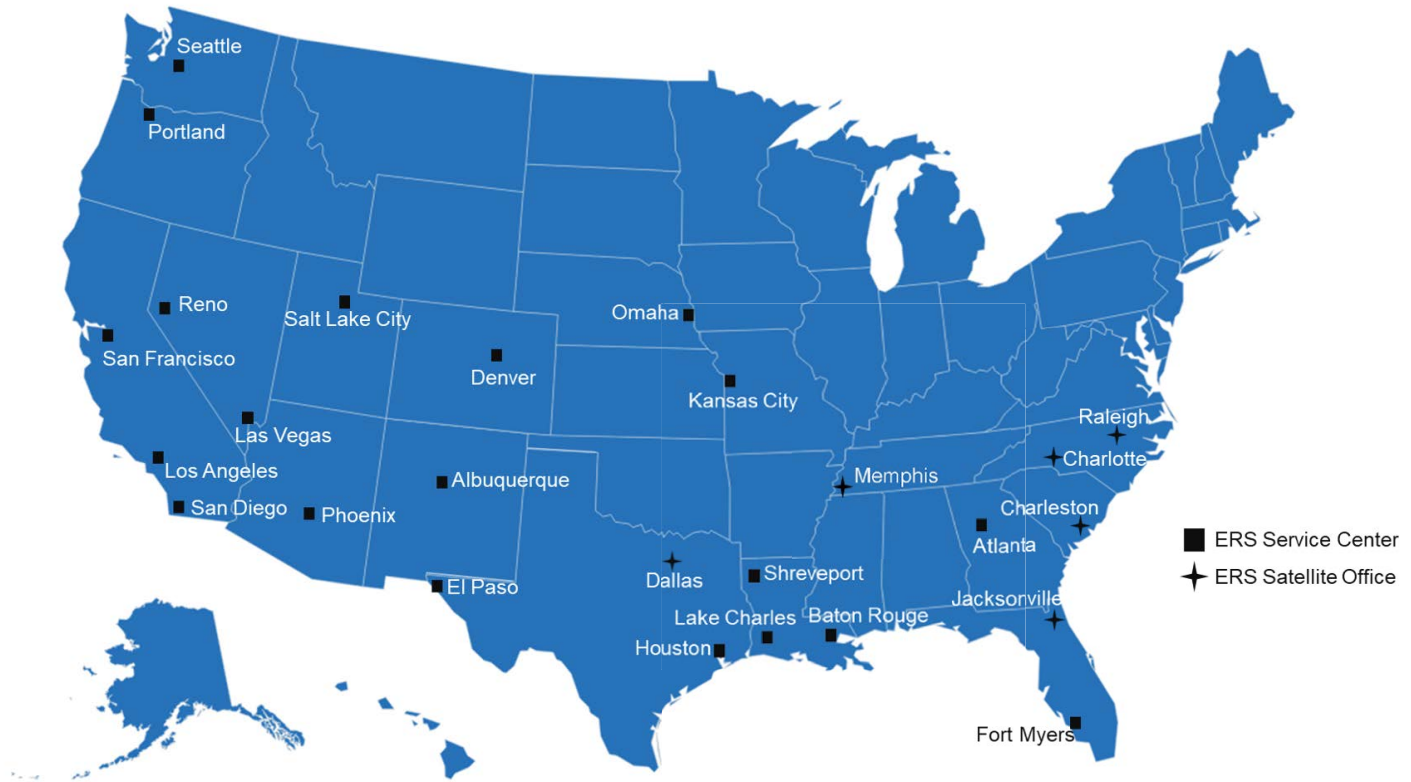 Seattle
Portland
Reno
Salt Lake City
Omaha
San Francisco
Denver
Kansas City
Las Vegas
Raleigh
Charlotte
Los Angeles
Albuquerque
Memphis
San Diego
Phoenix
Charleston
Atlanta
ERS Service Center
ERS Satellite Office
El Paso
Dallas
Shreveport
Jacksonville
Lake Charles
Baton Rouge
Houston
Fort Myers